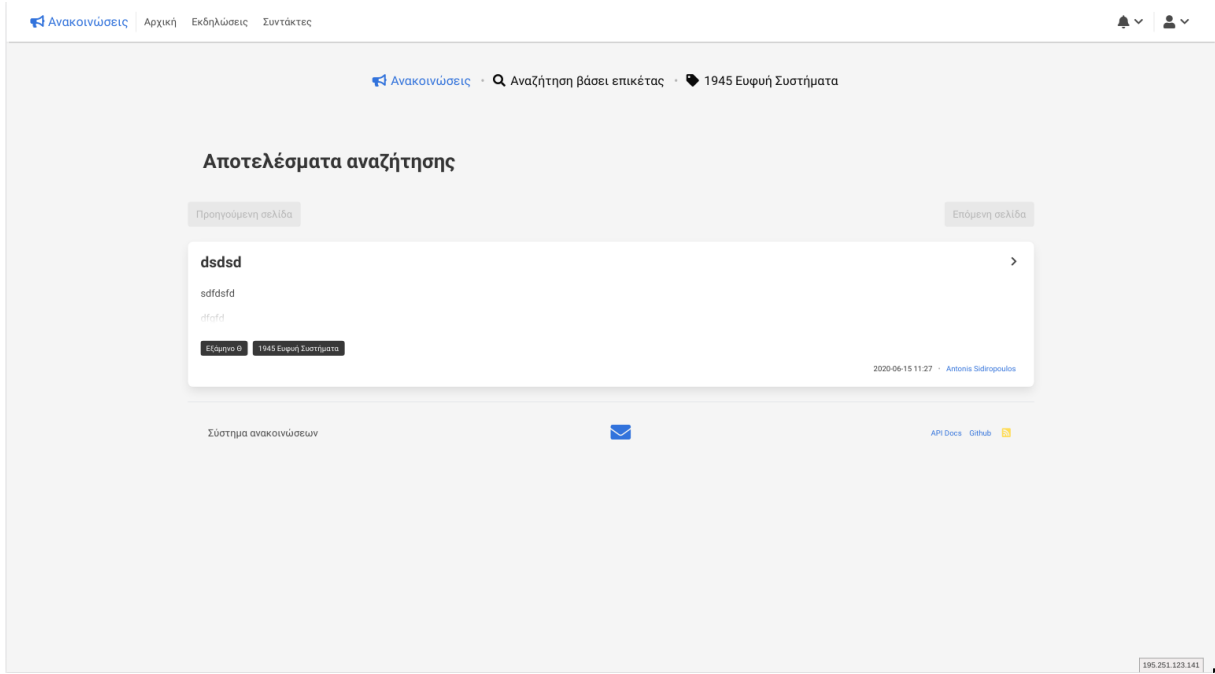 Ανακοινώσεις Αρχική Εκδηλώσεις Συντάκτες
Ανακοινώσεις • Αναζήτηση βάσει επικέτας • 1945 Ευφυή Συστήματα
Αποτελέσματα αναζήτησης
Προηγούμενη σελίδα Επόμενη σελίδα
dsdsd
sdfdsfd
dfgfd
Εξάμηνο Θ 1945 Ευφυή Συστήματα
2020-06-15 11:27 · Antonis Sidiropoulos
Σύστημα ανακοινώσεων API Docs Github
195.251.123.141